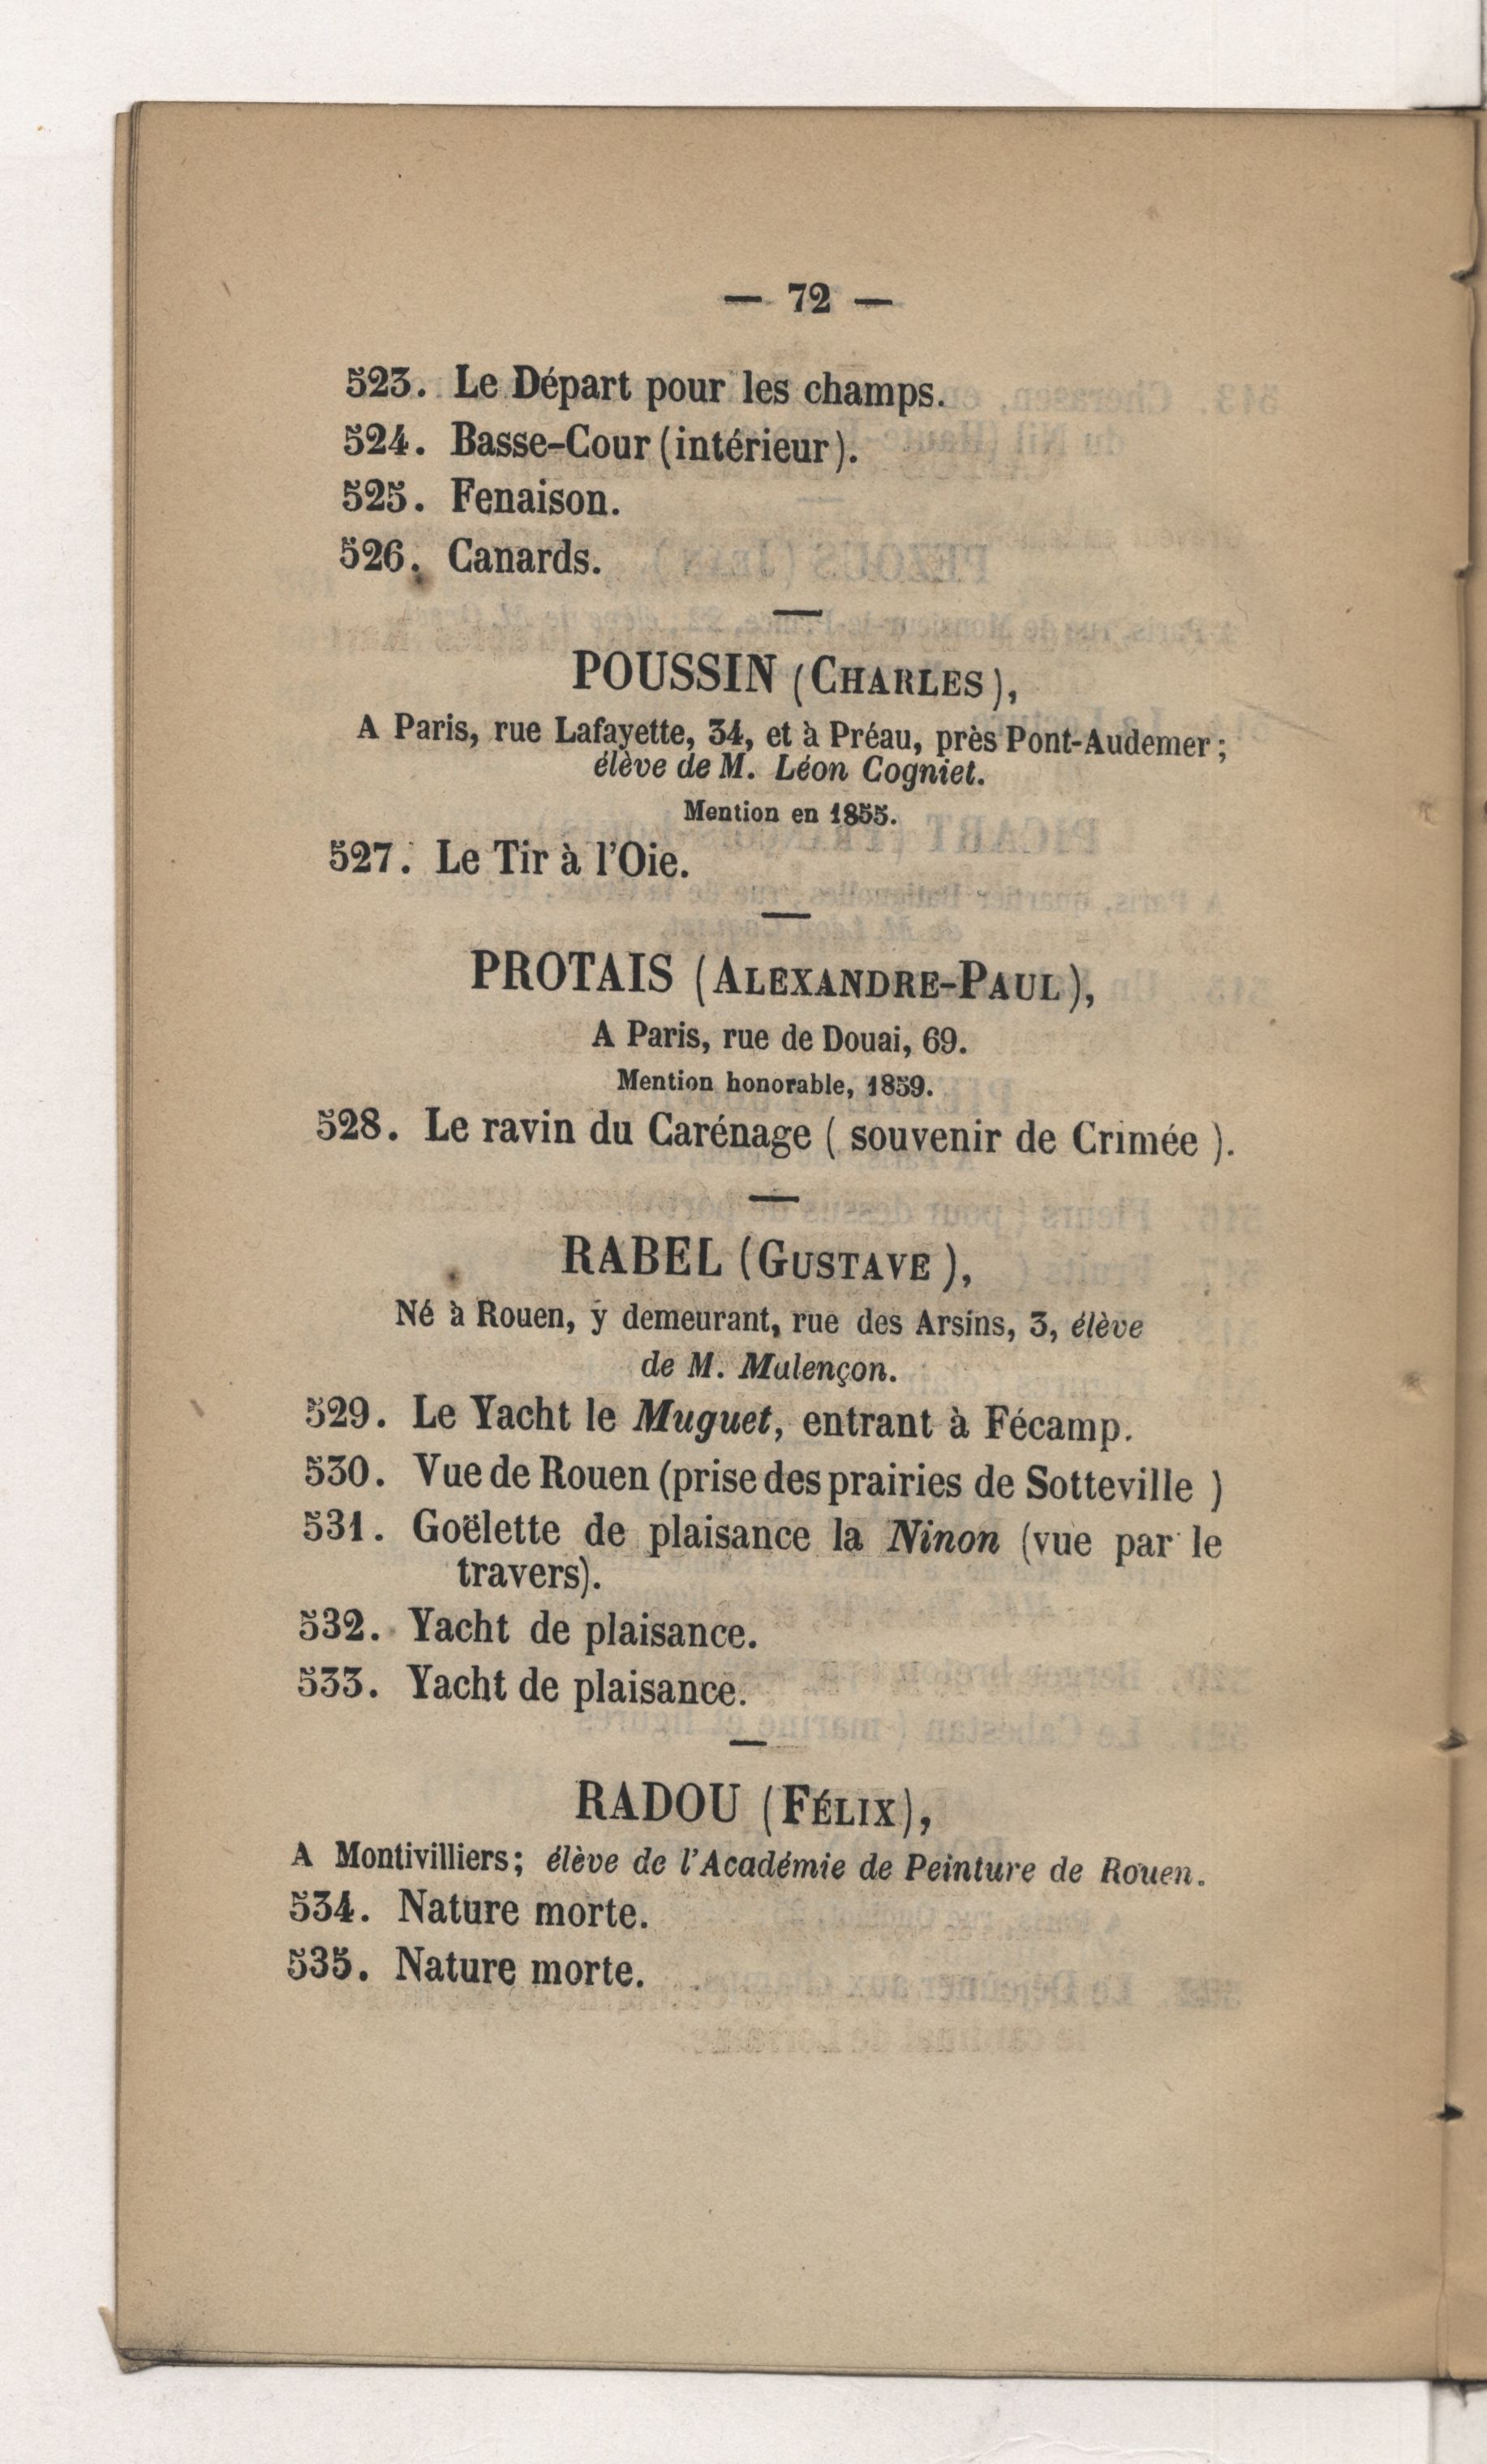 — 72 —
523. Le Départ pour les champs.
524. Basse-Cour (intérieur).
525. Fenaison.
526. Canards.
POUSSIN (CHARLES),
A Paris, rue Lafayette, 34, et à Préau, près Pont-Audemer;
élève de M. Léon Cogniet.
Mention en 1855.
527. Le Tir à l'Oie.
PROTAIS (ALEXANDRE-PAUL),
A Paris, rue de Douai, 69.
Mention honorable, 1859.
528. Le ravin du Carénage ( souvenir de Crimée ).
RABEL (GUSTAVE ),
Né à Rouen, y demeurant, rue des Arsins, 3, élève
de M. Malençon.
529. Le Yacht le Muguet, entrant à Fécamp.
530. Vue de Rouen (prise des prairies de Sotteville )
531. Goëlette de plaisance la Ninon (vue par le
travers).
532. Yacht de plaisance.
533. Yacht de plaisance.
RADOU (FÉLIX),
A Montivilliers; élève de l'Académie de Peinture de Rouen.
534. Nature morte.
535. Nature morte.